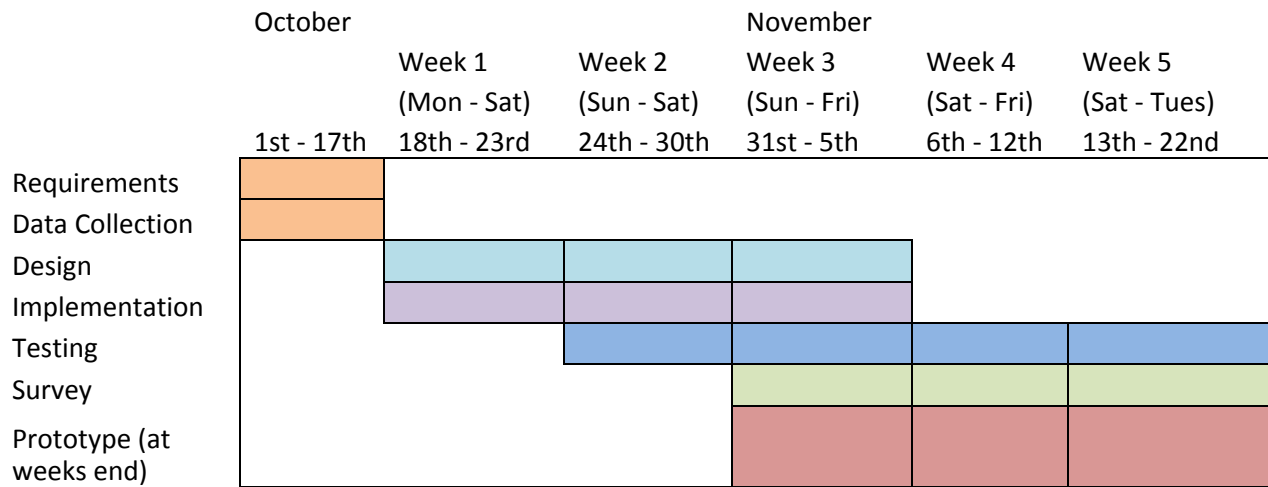 October November
Week 1 Week 2 Week 3 Week 4 Week 5
(Mon - Sat) (Sun - Sat) (Sun - Fri) (Sat - Fri) (Sat - Tues)
1st - 17th 18th - 23rd 24th - 30th 31st - 5th 6th - 12th 13th - 22nd
Requirements
Data Collection
Design
Implementation
Testing
Survey
Prototype (at
weeks end)